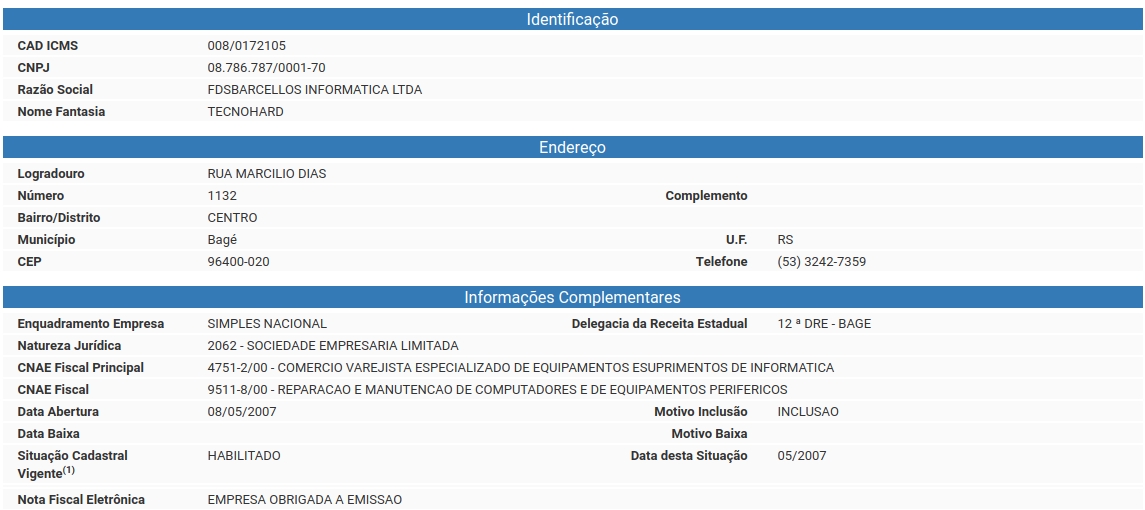 Identificação
CAD ICMS 008/0172105
CNPJ 08.786.787/0001-70
Razão Social FDSBARCELLOS INFORMATICA LTDA
Nome Fantasia TECNOHARD
Endereço
Logradouro RUA MARCILIO DIAS
Número 1132 Complemento
Bairro/Distrito CENTRO
Município Bagé U.F. RS
CEP 96400-020 Telefone (53) 3242-7359
Informações Complementares
Enquadramento Empresa SIMPLES NACIONAL Delegacia da Receita Estadual 12 ª DRE - BAGE
Natureza Jurídica 2062 - SOCIEDADE EMPRESARIA LIMITADA
CNAE Fiscal Principal 4751-2/00 - COMERCIO VAREJISTA ESPECIALIZADO DE EQUIPAMENTOS ESUPRIMENTOS DE INFORMATICA
CNAE Fiscal 9511-8/00 - REPARACAO E MANUTENCAO DE COMPUTADORES E DE EQUIPAMENTOS PERIFERICOS
Data Abertura 08/05/2007 Motivo Inclusão INCLUSAO
Data Baixa Motivo Baixa
Situação Cadastral HABILITADO Data desta Situação 05/2007
Vigente(1)
Nota Fiscal Eletrônica EMPRESA OBRIGADA A EMISSAO